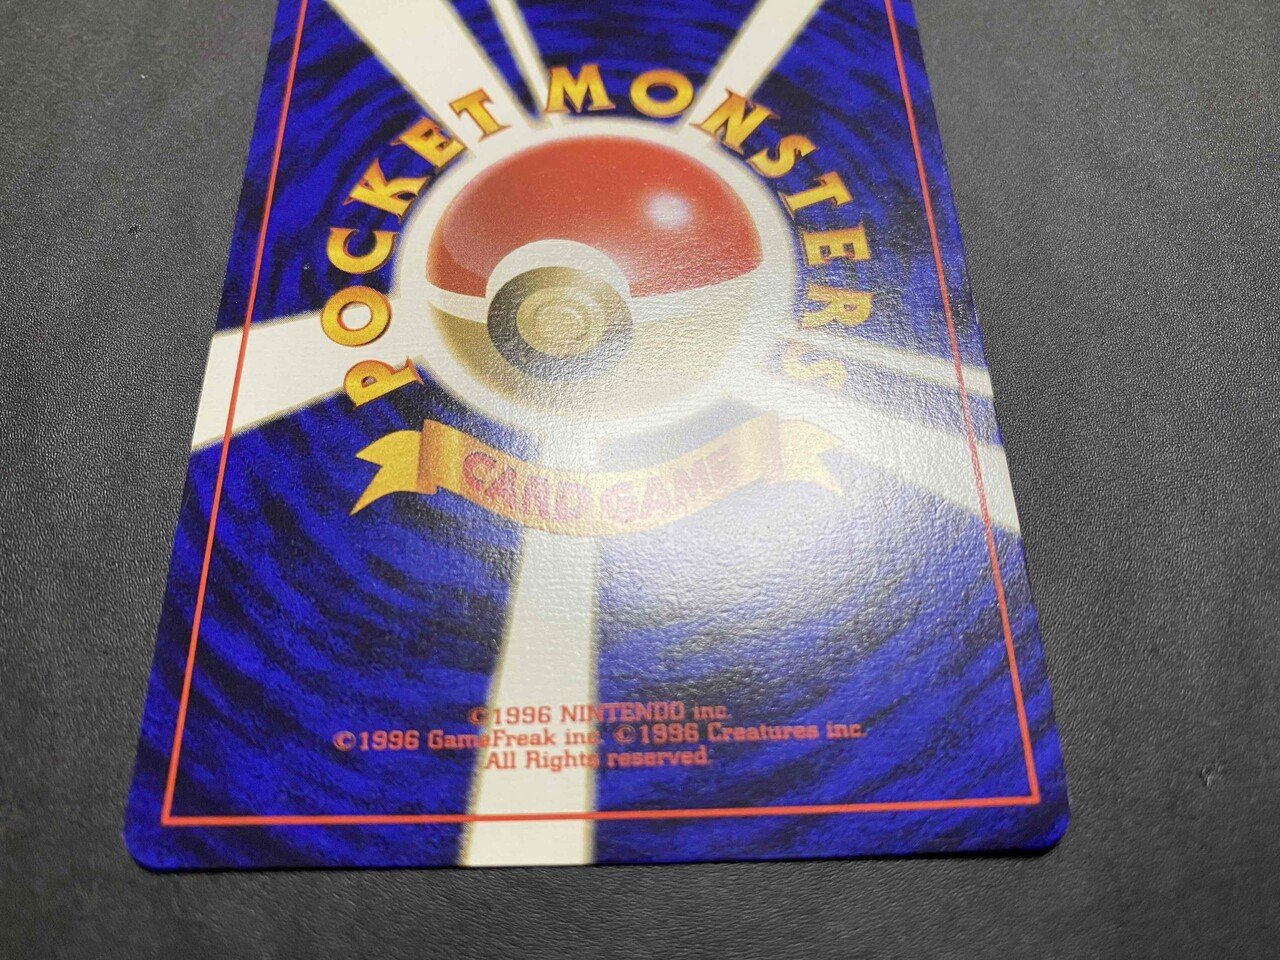 POCKET MONSTERS
CARD GAME
©1996 NINTENDO inc.
©1996 GameFreak inc. ©1996 Creatures inc.
All Rights reserved.